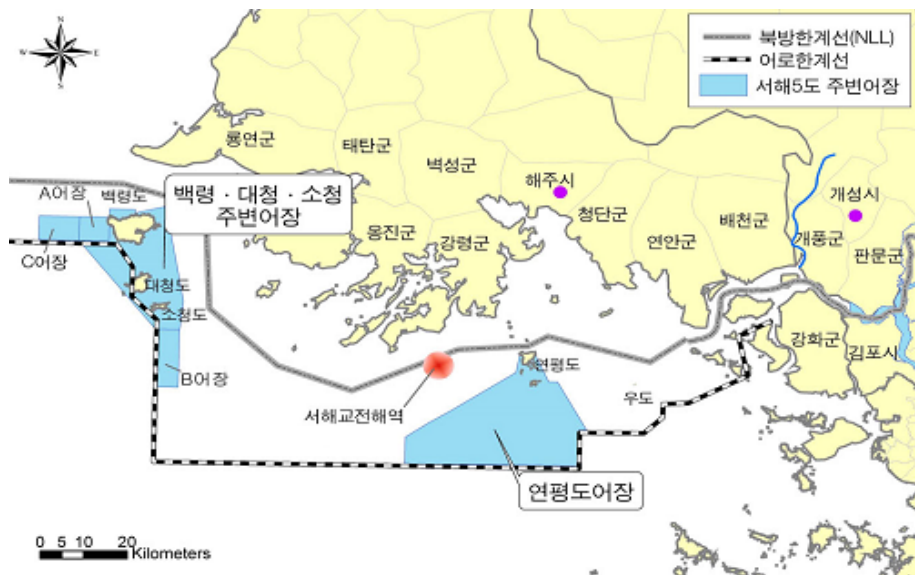 북방한계선(NLL)
어로한계선
서해5도 주변어장
N
W
E
S
룡연군
태탄군
벽성군
해주시
청단군
연안군
배천군
개성시
개풍군
판문군
옹진군
강령군
A어장
백령도
백령 · 대청 · 소청
주변어장
C어장
대청도
소청도
B어장
연평도
서해교전해역
우도
강화군
김포시
연평도어장
0 5 10 20
Kilometers